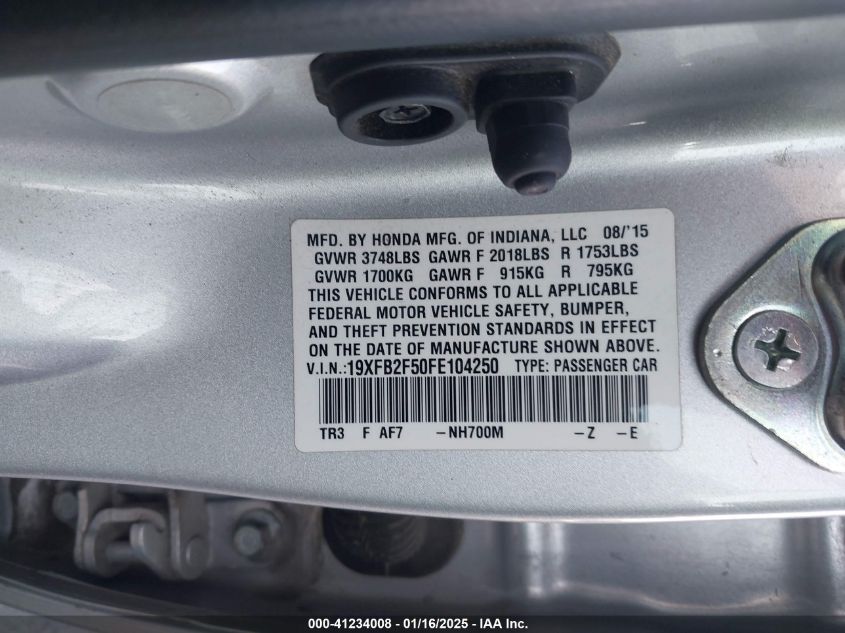 MFD. BY HONDA MFG. OF INDIANA, LLC 08/'15
GVWR 3748LBS GAWR F 2018LBS R 1753LBS
GVWR 1700KG GAWR F 915KG R 795KG
THIS VEHICLE CONFORMS TO ALL APPLICABLE
FEDERAL MOTOR VEHICLE SAFETY, BUMPER,
AND THEFT PREVENTION STANDARDS IN EFFECT
ON THE DATE OF MANUFACTURE SHOWN ABOVE.
V.I.N.:19XFB2F50FE104250 TYPE: PASSENGER CAR
TR3 F AF7 -NH700M -Z -E
000-41234008 - 01/16/2025 - IAA Inc.